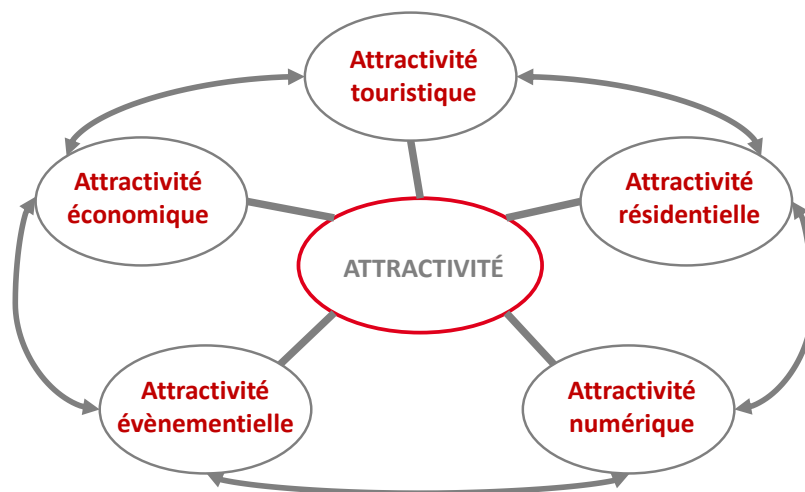 Attractivité
touristique
Attractivité
économique
Attractivité
résidentielle
ATTRACTIVITÉ
Attractivité
évènementielle
Attractivité
numérique